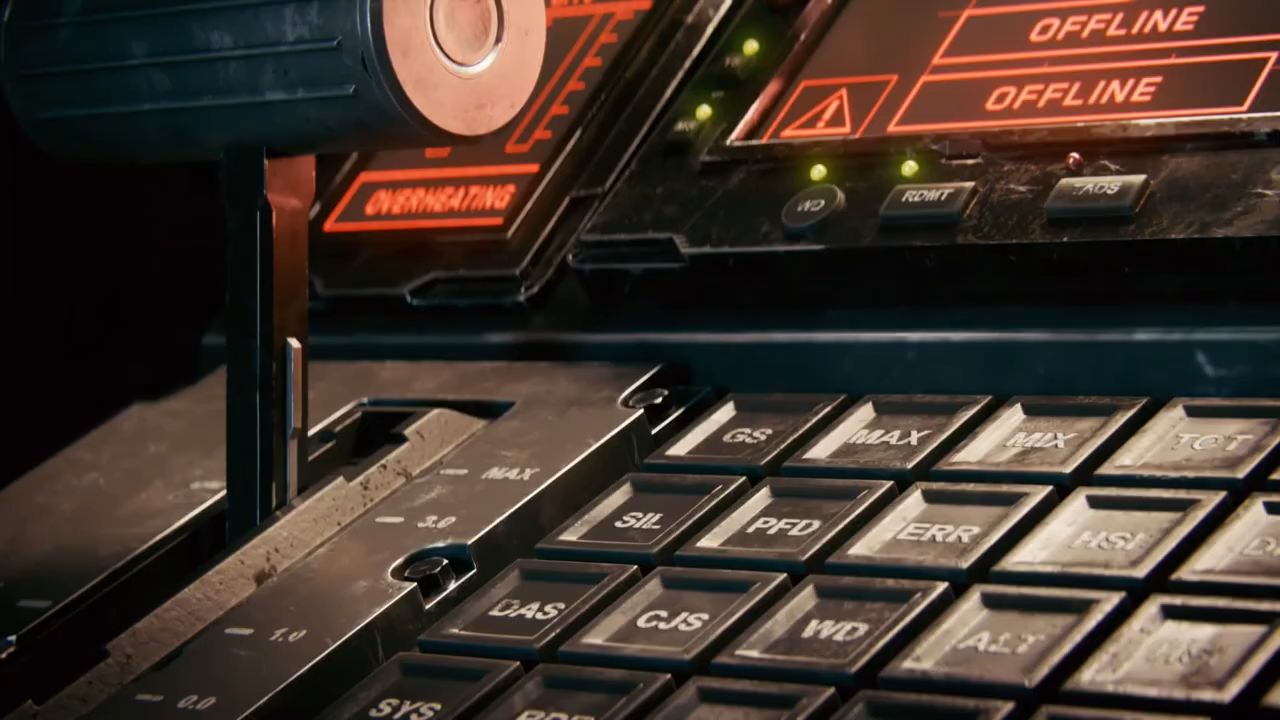 OFFLINE
OFFLINE
OVERHEATING
WD
RDMT
TADS
MAX
3.0
1.0
0.0
GS
MAX
MIX
TCT
SIL
PFD
ERR
HSI
DAS
CJS
WD
ALT
SYS